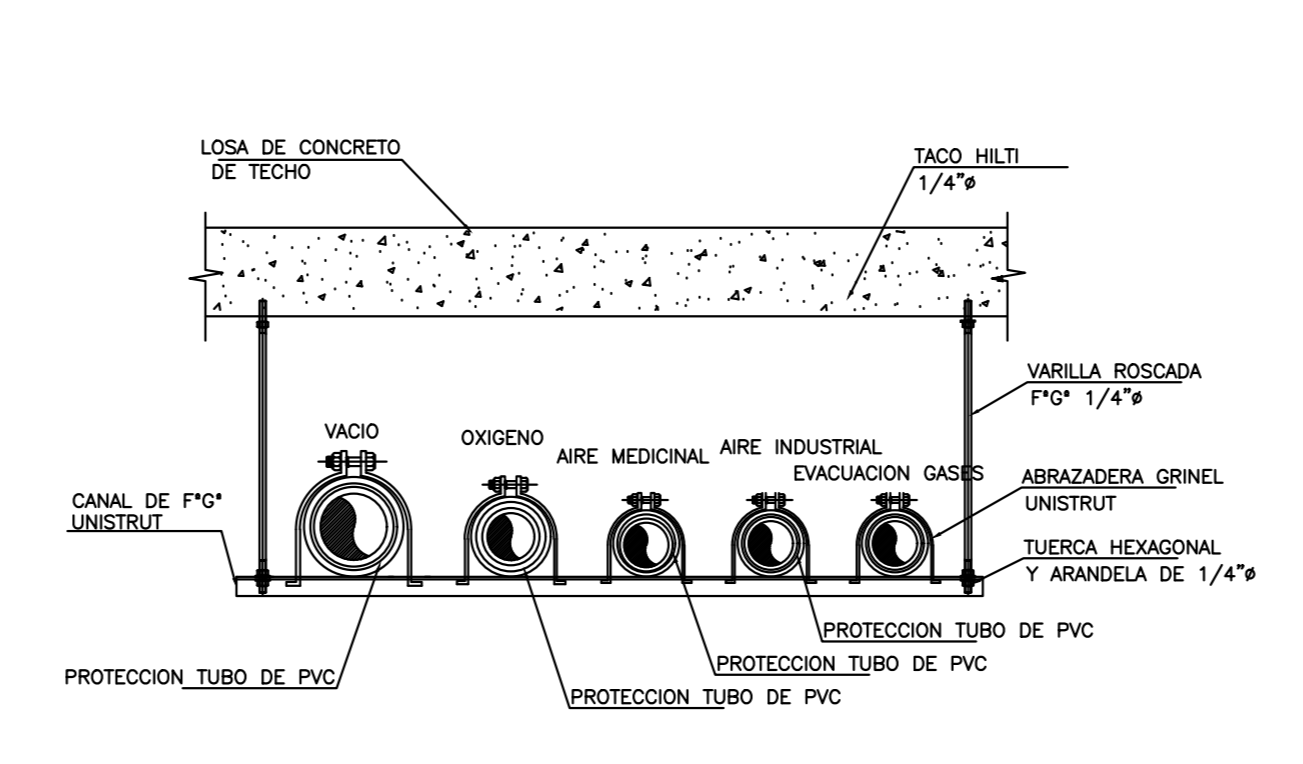 LOSA DE CONCRETO
DE TECHO
TACO HILTI
1/4"ø
VARILLA ROSCADA
FºGº 1/4"ø
VACIO
OXIGENO
AIRE MEDICINAL
AIRE INDUSTRIAL
EVACUACION GASES
ABRAZADERA GRINEL
UNISTRUT
CANAL DE FºGº
UNISTRUT
TUERCA HEXAGONAL
Y ARANDELA DE 1/4"ø
PROTECCION TUBO DE PVC
PROTECCION TUBO DE PVC
PROTECCION TUBO DE PVC
PROTECCION TUBO DE PVC